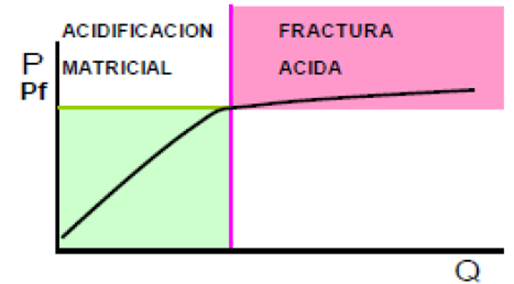 ACIDIFICACION
MATRICIAL
FRACTURA
ACIDA
P
Pf
Q